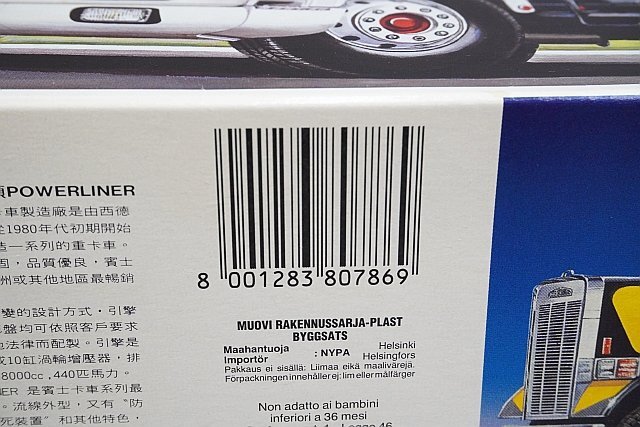 POWERLINER
車製造廠是由西德
1980年代初期開始
一系列的重卡車。
,品質優良,賓士
州或其他地區最暢銷
變的設計方式,引擎
盤均可依照客戶要求
法律而配製。引擎是
10缸渦輪增壓器,排
8000cc,440匹馬力。
NER 是賓士卡車系列最
。流線外型,又有“防
死裝置”和其他特色,
8 001283 807869
MUOVI RAKENNUSSARJA-PLAST
BYGGSATS
Maahantuoja : NYPA Helsinki
Importör Helsingfors
Pakkaus ei sisällä: Liimaa eikä maalivärejä.
Förpackningen innehåller ej: lim eller målfärger
Non adatto ai bambini
inferiori a 36 mesi